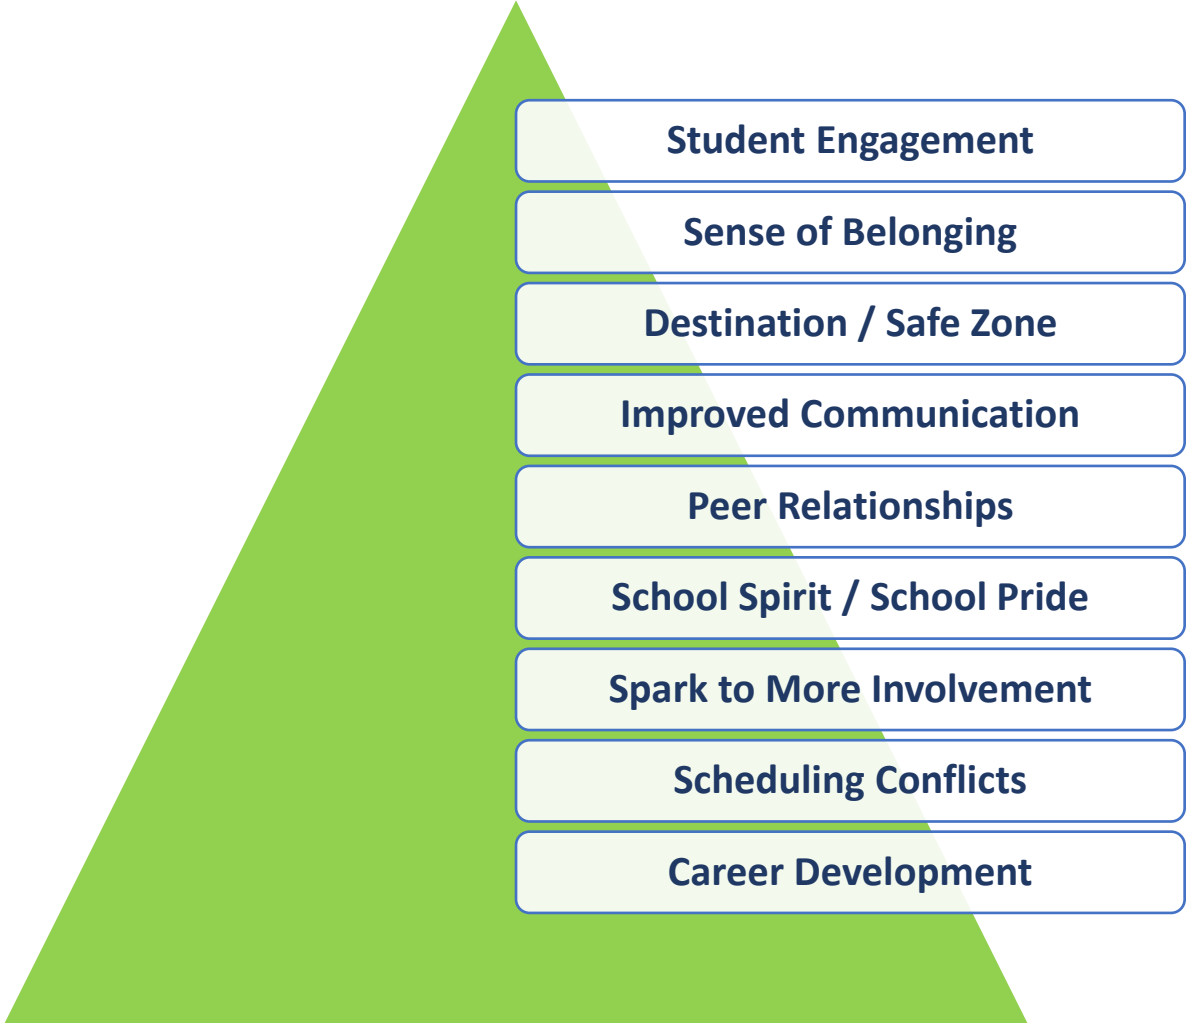 Student Engagement
Sense of Belonging
Destination / Safe Zone
Improved Communication
Peer Relationships
School Spirit / School Pride
Spark to More Involvement
Scheduling Conflicts
Career Development